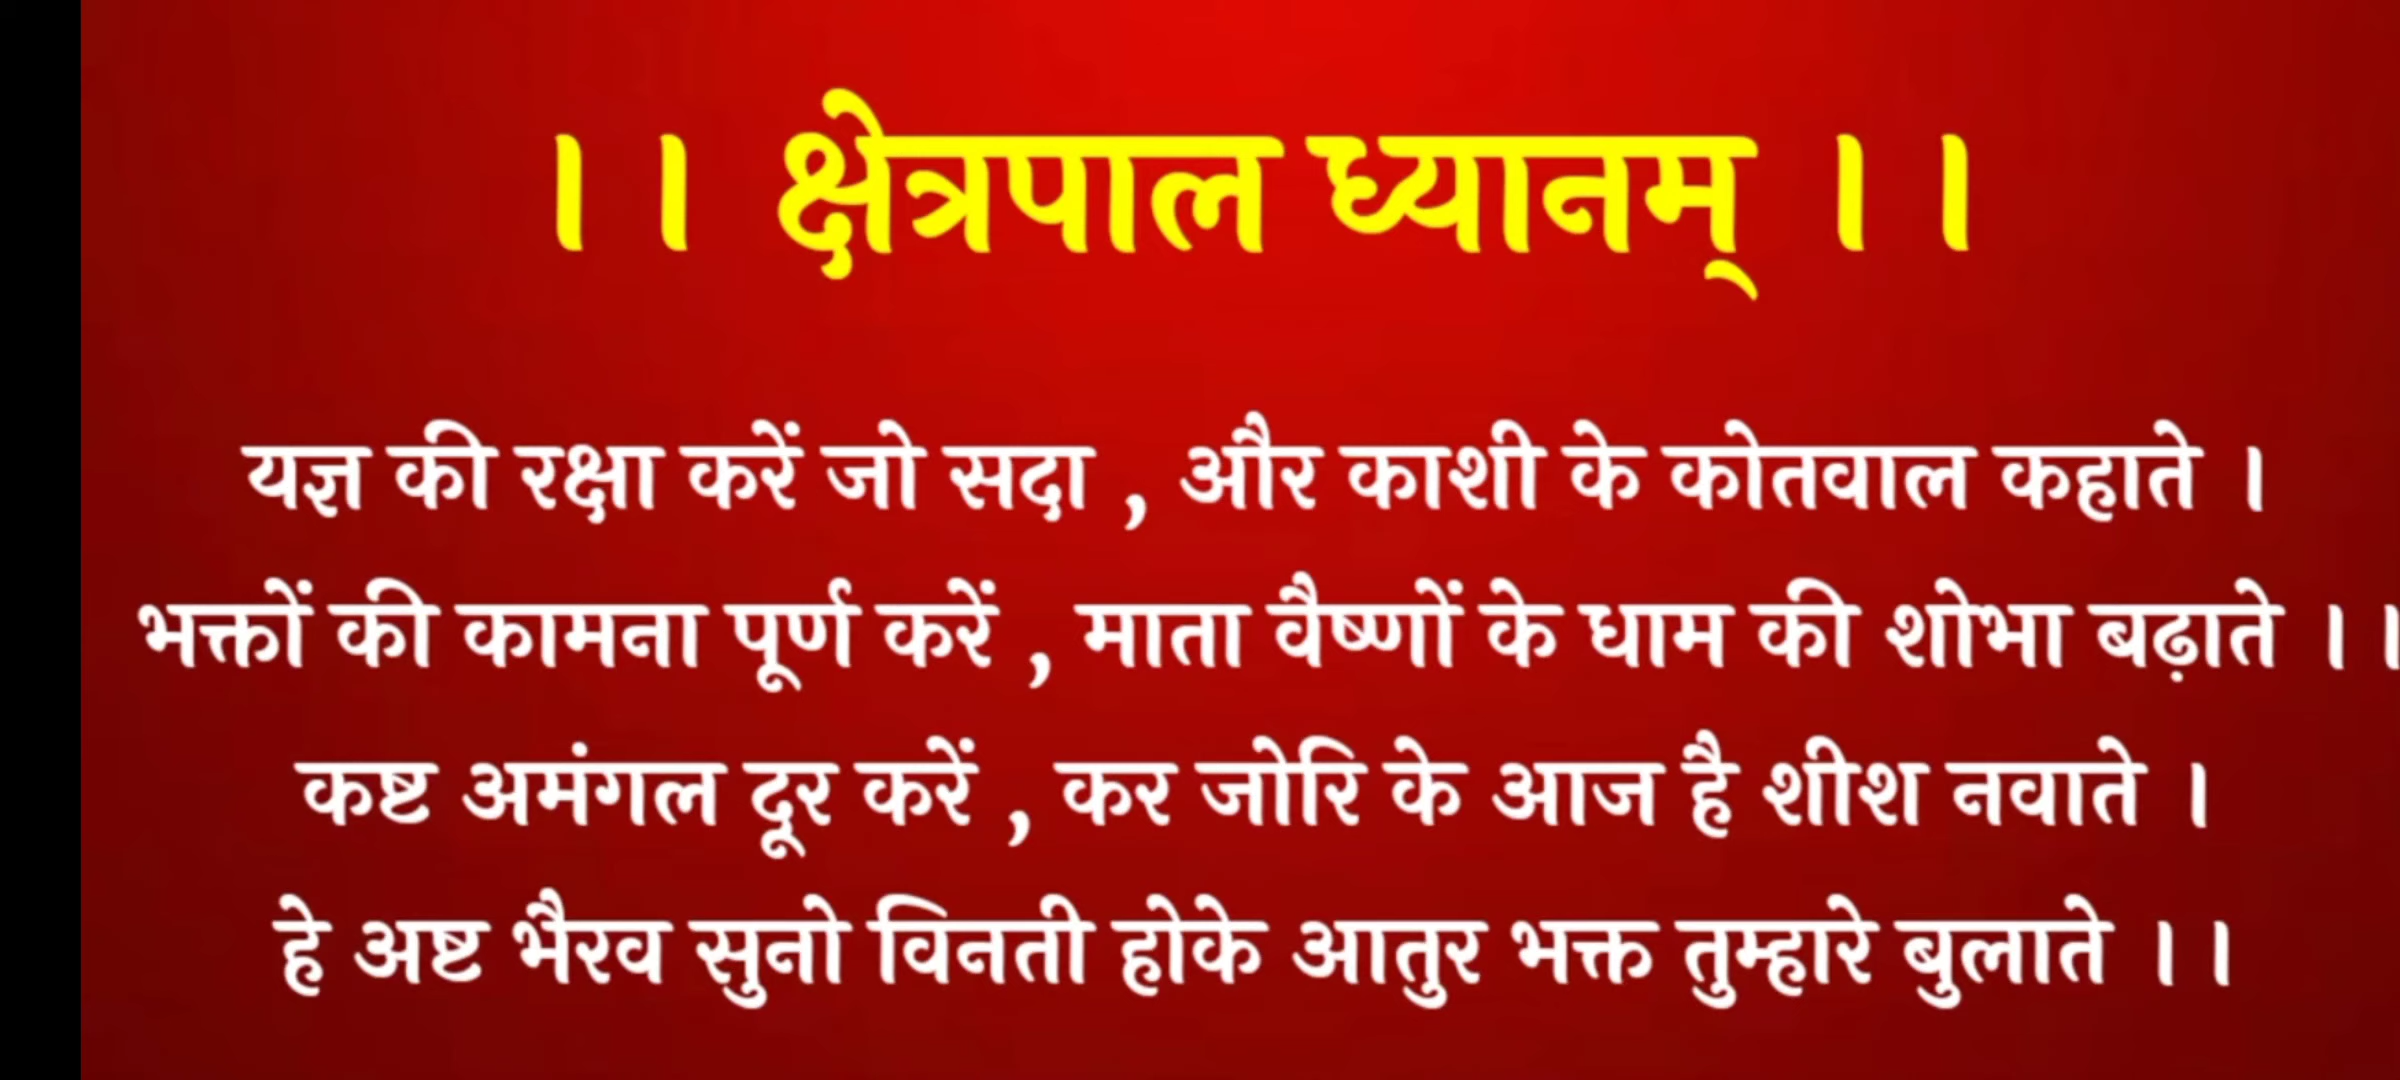 ।। क्षेत्रपाल ध्यानम् ।।
यज्ञ की रक्षा करें जो सदा , और काशी के कोतवाल कहाते ।
भक्तों की कामना पूर्ण करें , माता वैष्णों के धाम की शोभा बढ़ाते ।।
कष्ट अमंगल दूर करें , कर जोरि के आज है शीश नवाते ।
हे अष्ट भैरव सुनो विनती होके आतुर भक्त तुम्हारे बुलाते ।।